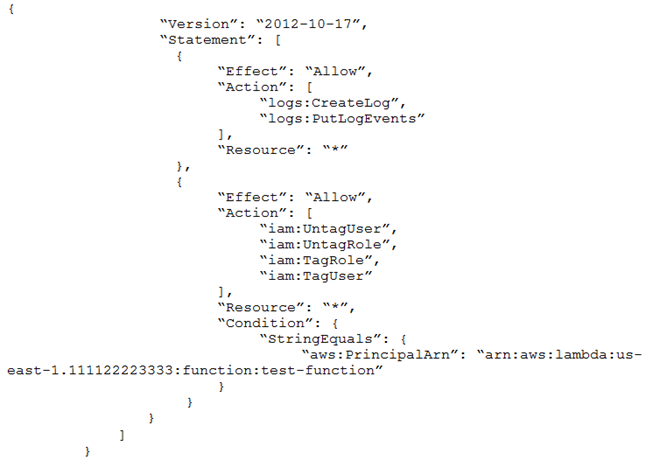 {
“Version”: “2012-10-17”,
“Statement”: [
{
“Effect”: “Allow”,
“Action”: [
“logs:CreateLog”,
“logs:PutLogEvents”
],
“Resource”: “*”
},
{
“Effect”: “Allow”,
“Action”: [
“iam:UntagUser”,
“iam:UntagRole”,
“iam:TagRole”,
“iam:TagUser”
],
“Resource”: “*”,
“Condition”: {
“StringEquals”: {
“aws:PrincipalArn”: “arn:aws:lambda:us-
east-1.111122223333:function:test-function”
}
}
}
]
}